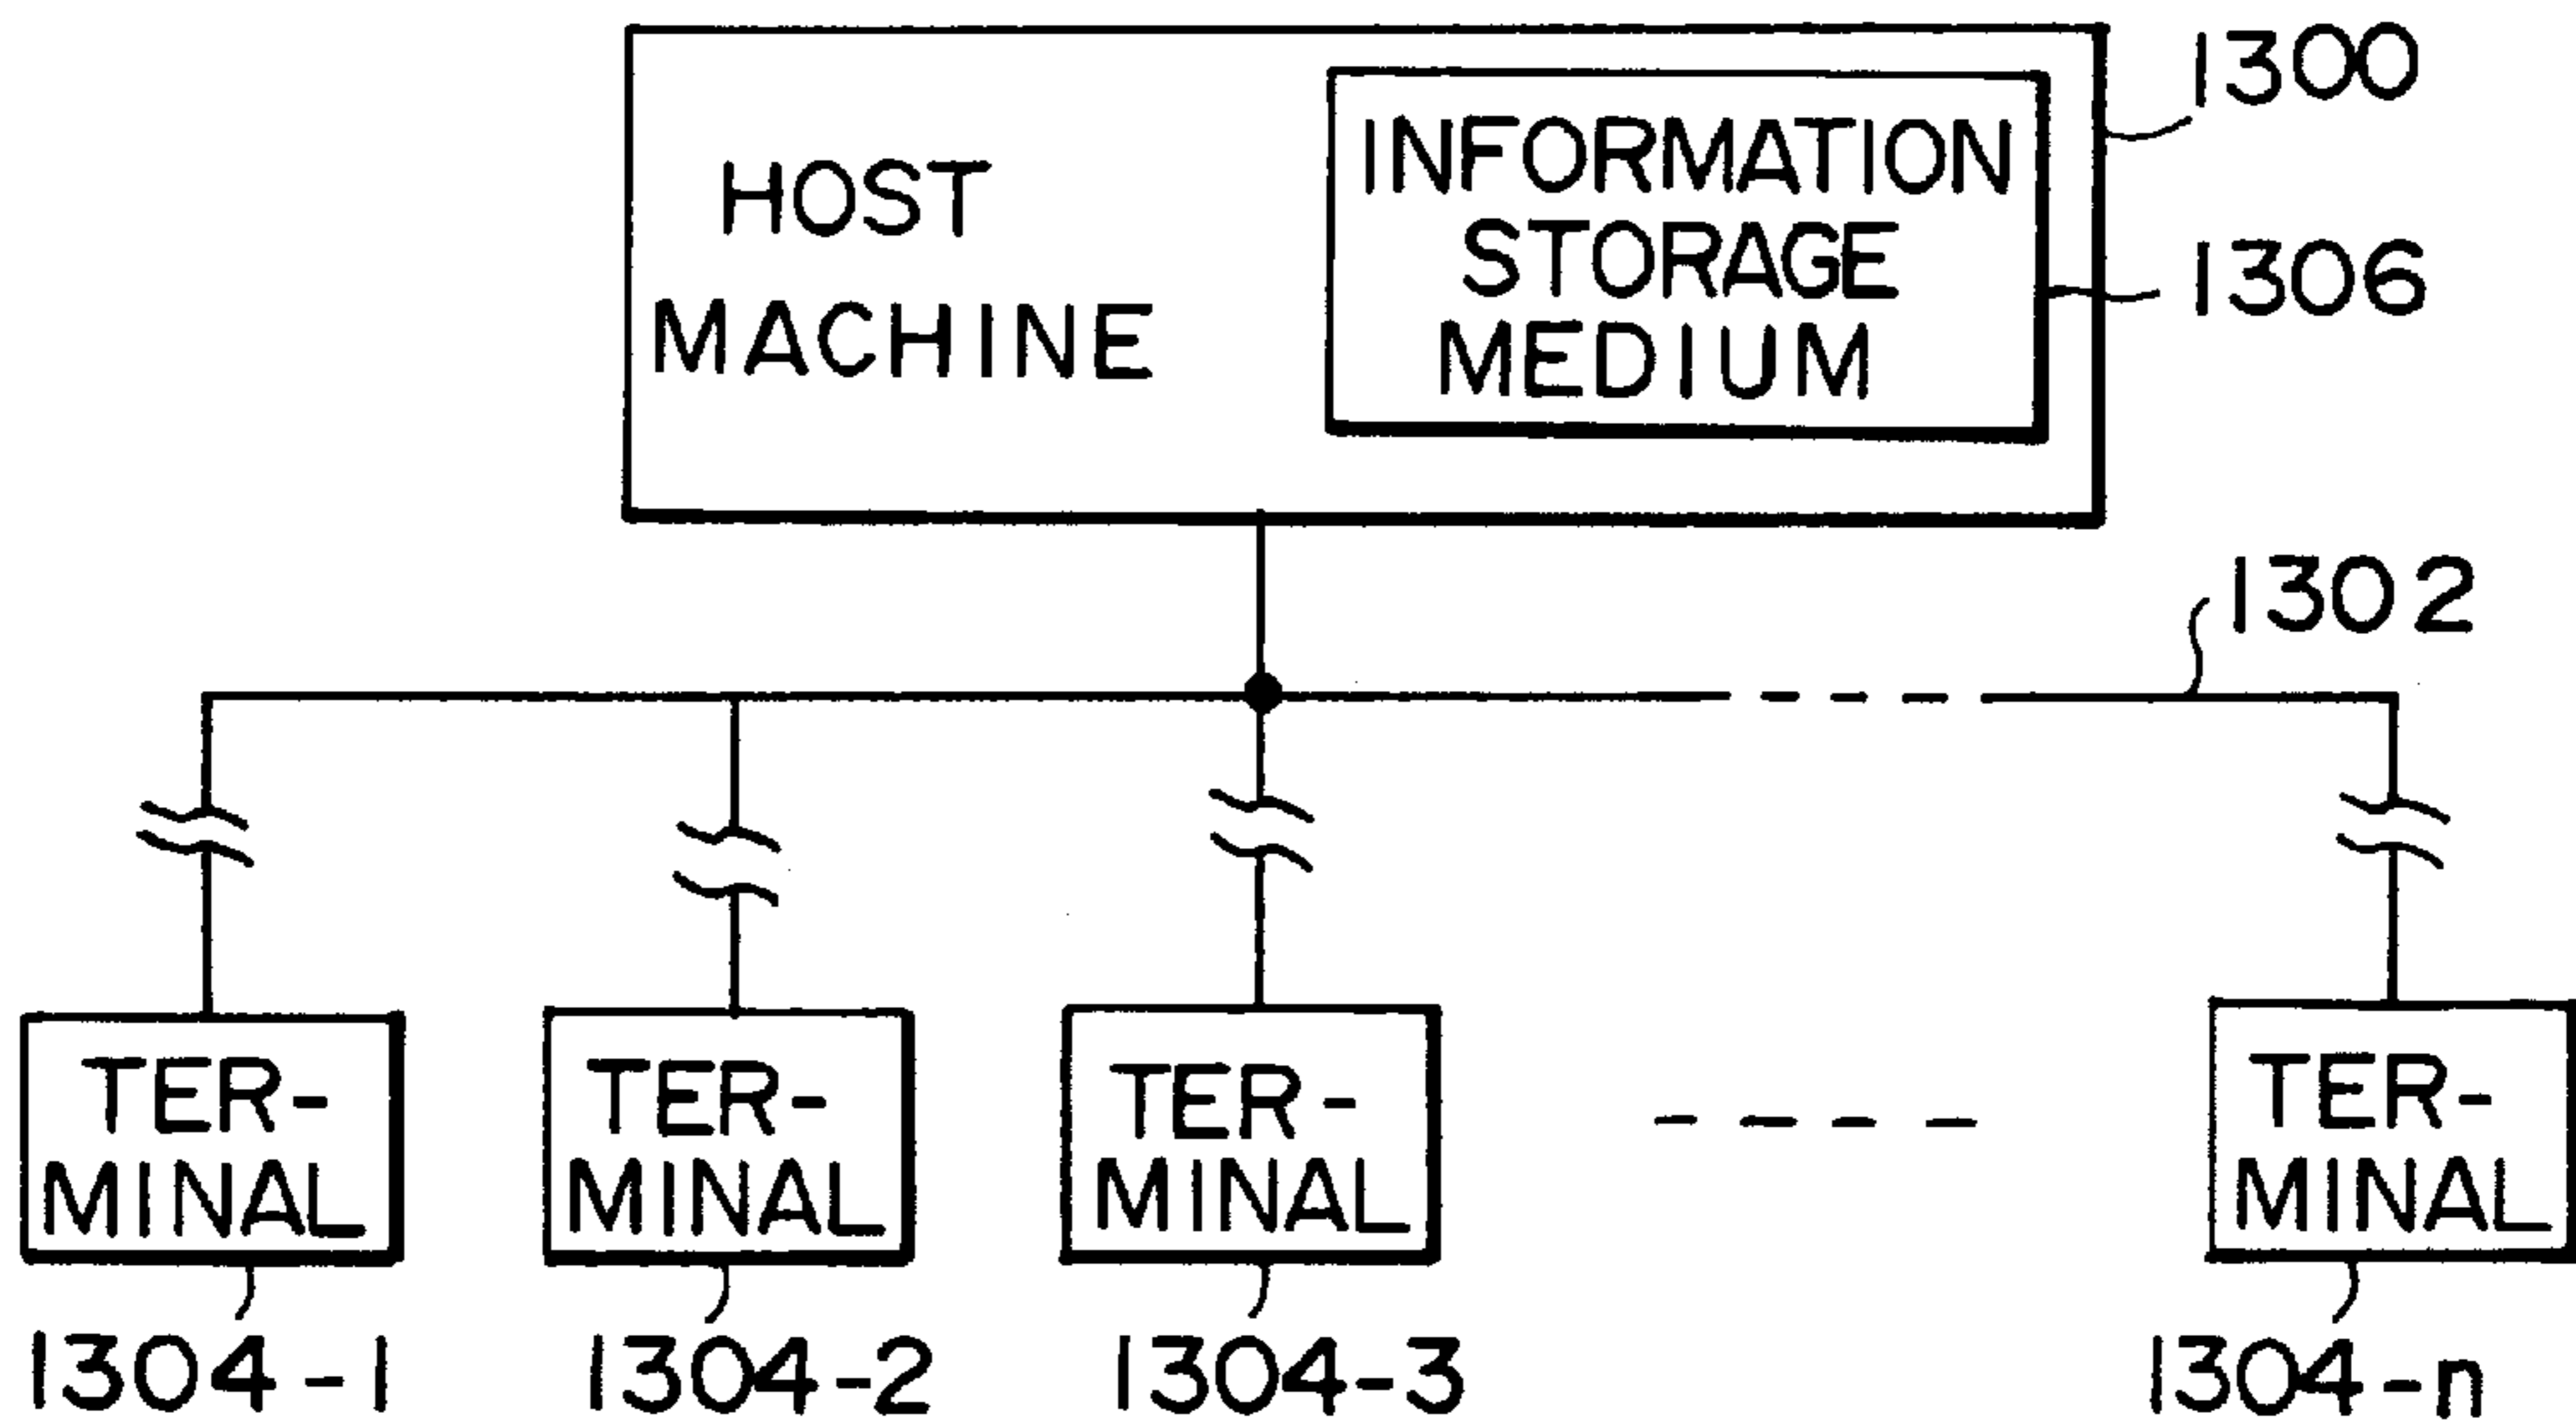 HOST
MACHINE
INFORMATION
STORAGE
MEDIUM
1300
1306
1302
TER-
MINAL
TER-
MINAL
TER-
MINAL
TER-
MINAL
1304-1
1304-2
1304-3
1304-n